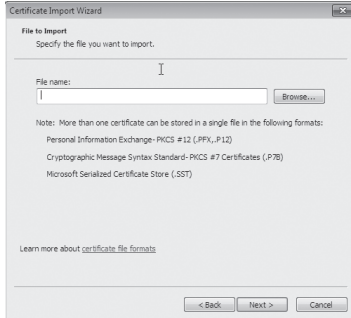 Certificate Import Wizard
File to Import
Specify the file you want to import.
File name:
Browse...
Note: More than one certificate can be stored in a single file in the following formats:
Personal Information Exchange- PKCS #12 (.PFX,.P12)
Cryptographic Message Syntax Standard- PKCS #7 Certificates (.P7B)
Microsoft Serialized Certificate Store (.SST)
Learn more about certificate file formats
< Back Next > Cancel